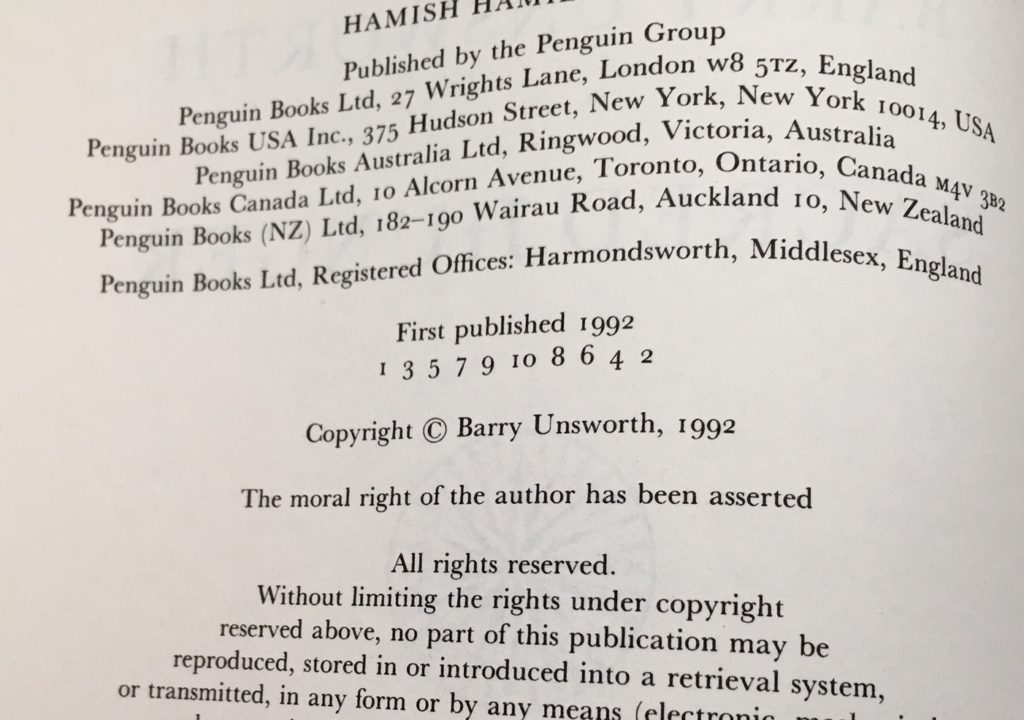 HAMISH
Published by the Penguin Group
Penguin Books Ltd, 27 Wrights Lane, London w8 5TZ, England
Penguin Books USA Inc., 375 Hudson Street, New York, New York 10014, USA
Penguin Books Australia Ltd, Ringwood, Victoria, Australia
Penguin Books Canada Ltd, 10 Alcorn Avenue, Toronto, Ontario, Canada M4V 3B2
Penguin Books (NZ) Ltd, 182–190 Wairau Road, Auckland 10, New Zealand
Penguin Books Ltd, Registered Offices: Harmondsworth, Middlesex, England
First published 1992
1 3 5 7 9 10 8 6 4 2
Copyright © Barry Unsworth, 1992
The moral right of the author has been asserted
All rights reserved.
Without limiting the rights under copyright
reserved above, no part of this publication may be
reproduced, stored in or introduced into a retrieval system,
or transmitted, in any form or by any means (electronic,